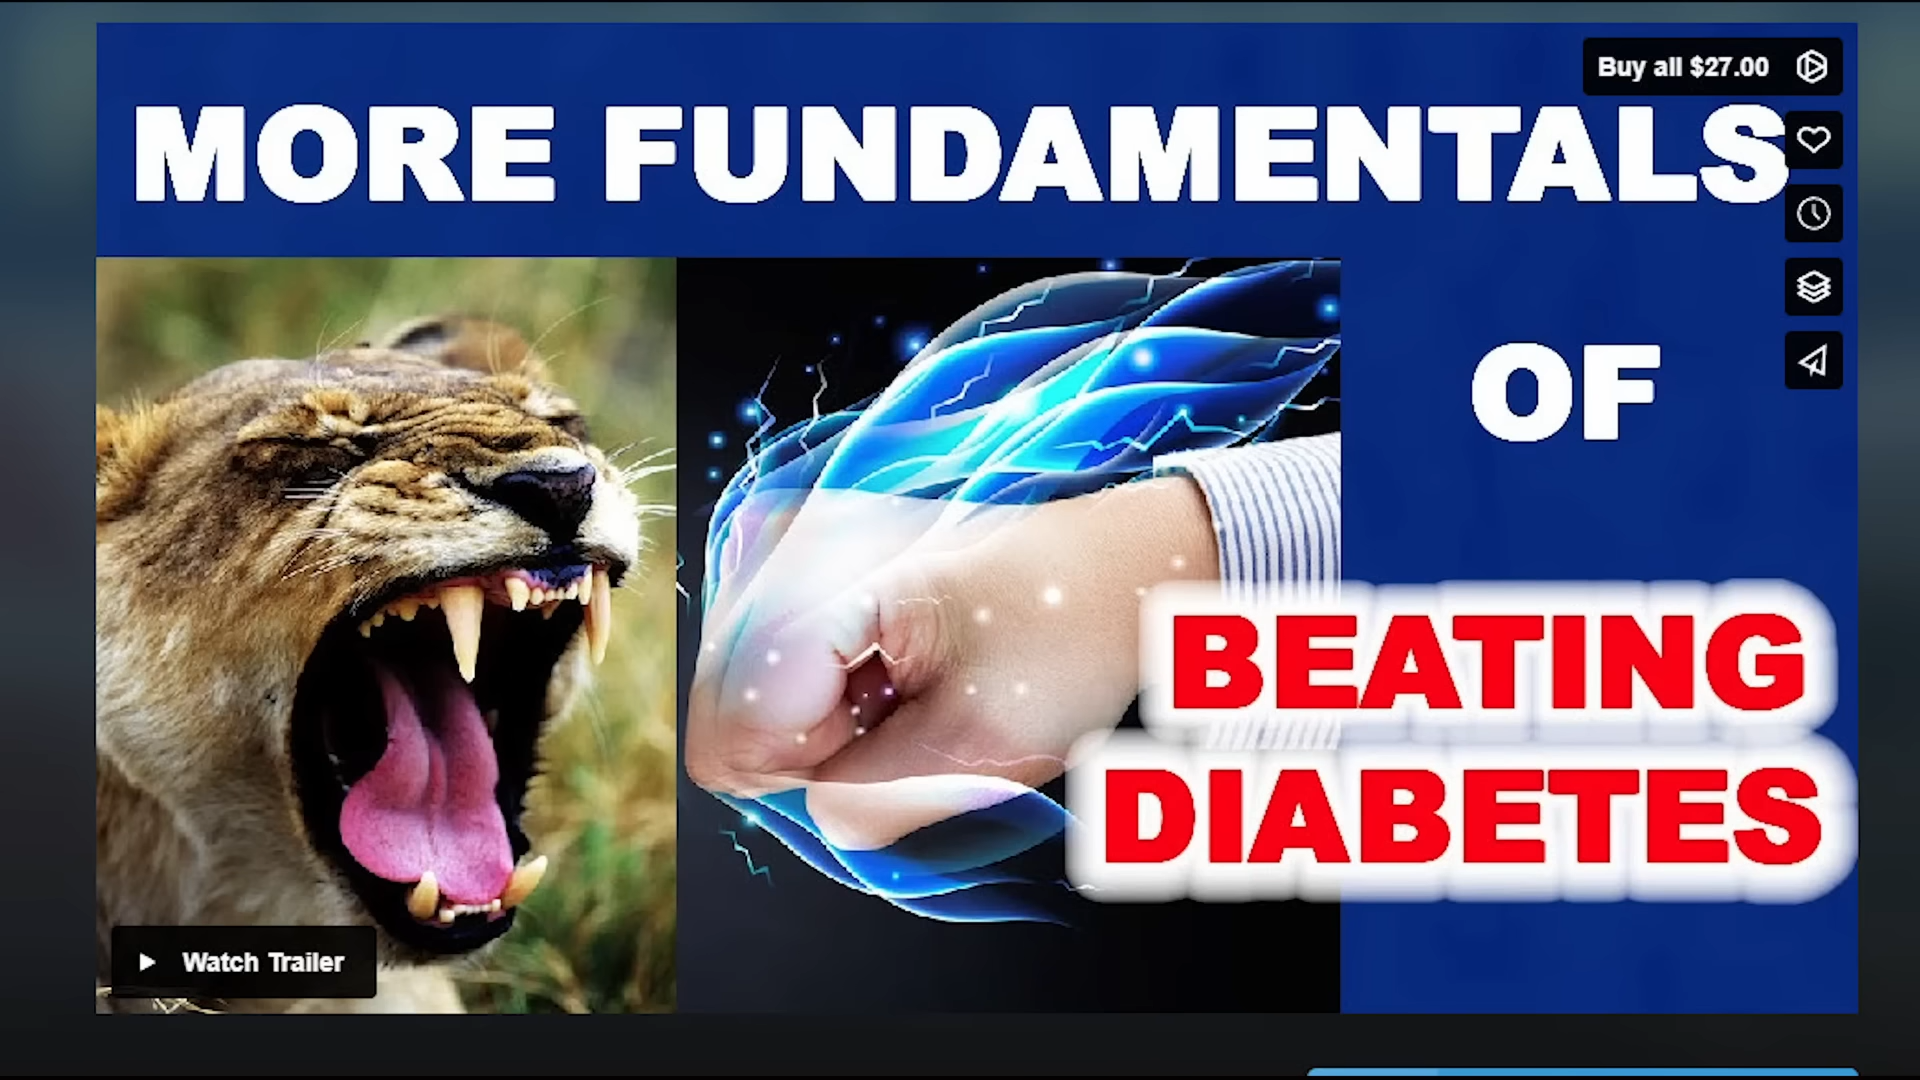 Buy all $27.00
MORE FUNDAMENTALS
OF
BEATING
DIABETES
Watch Trailer